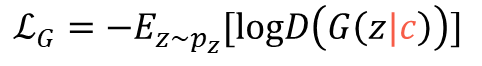 ℒ_G = −E_{z∼p_z}[logD(G(z|c))]